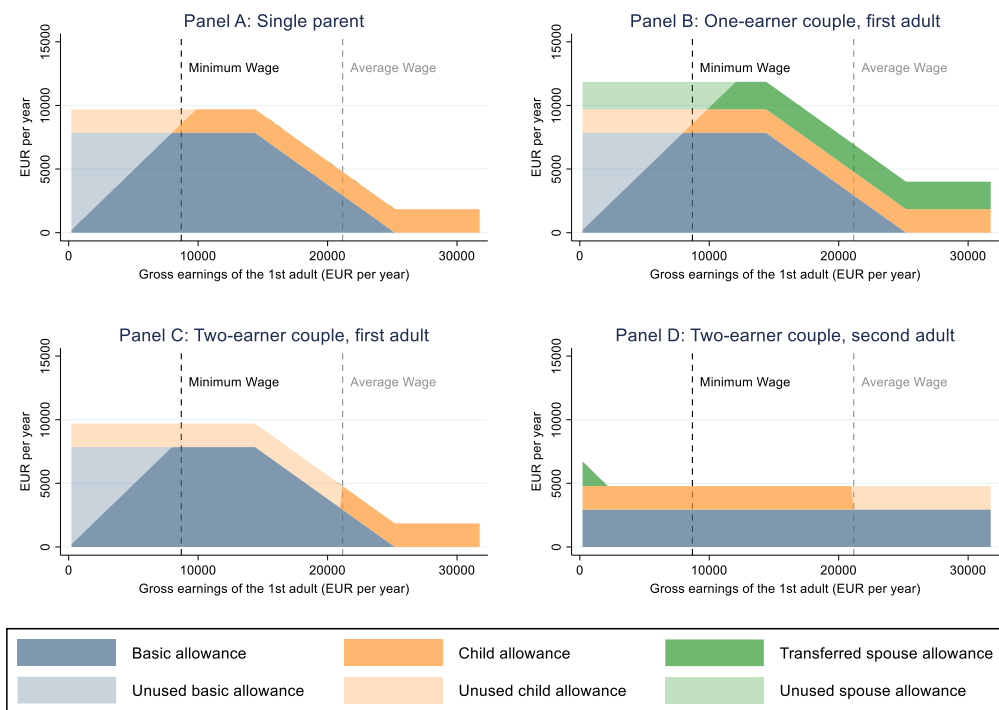 Panel A: Single parent
EUR per year
15000
10000
5000
0
Minimum Wage
Average Wage
0 10000 20000 30000
Gross earnings of the 1st adult (EUR per year)
Panel B: One-earner couple, first adult
EUR per year
15000
10000
5000
0
Minimum Wage
Average Wage
0 10000 20000 30000
Gross earnings of the 1st adult (EUR per year)
Panel C: Two-earner couple, first adult
EUR per year
15000
10000
5000
0
Minimum Wage
Average Wage
0 10000 20000 30000
Gross earnings of the 1st adult (EUR per year)
Panel D: Two-earner couple, second adult
EUR per year
15000
10000
5000
0
Minimum Wage
Average Wage
0 10000 20000 30000
Gross earnings of the 1st adult (EUR per year)
Basic allowance
Child allowance
Transferred spouse allowance
Unused basic allowance
Unused child allowance
Unused spouse allowance